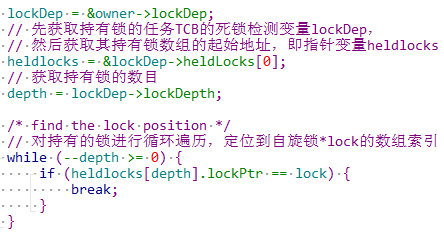 lockDep = &owner->lockDep;
// 先获取持有锁的任务TCB的死锁检测变量lockDep，
// 然后获取其持有锁数组的起始地址，即指针变量heldlocks
heldlocks = &lockDep->heldLocks[0];
// 获取持有锁的数目
depth = lockDep->lockDepth;
/* find the lock position */
// 对持有的锁进行循环遍历，定位到自旋锁*lock的数组索引
while (--depth >= 0) {
if (heldlocks[depth].lockPtr == lock) {
break;
}
}